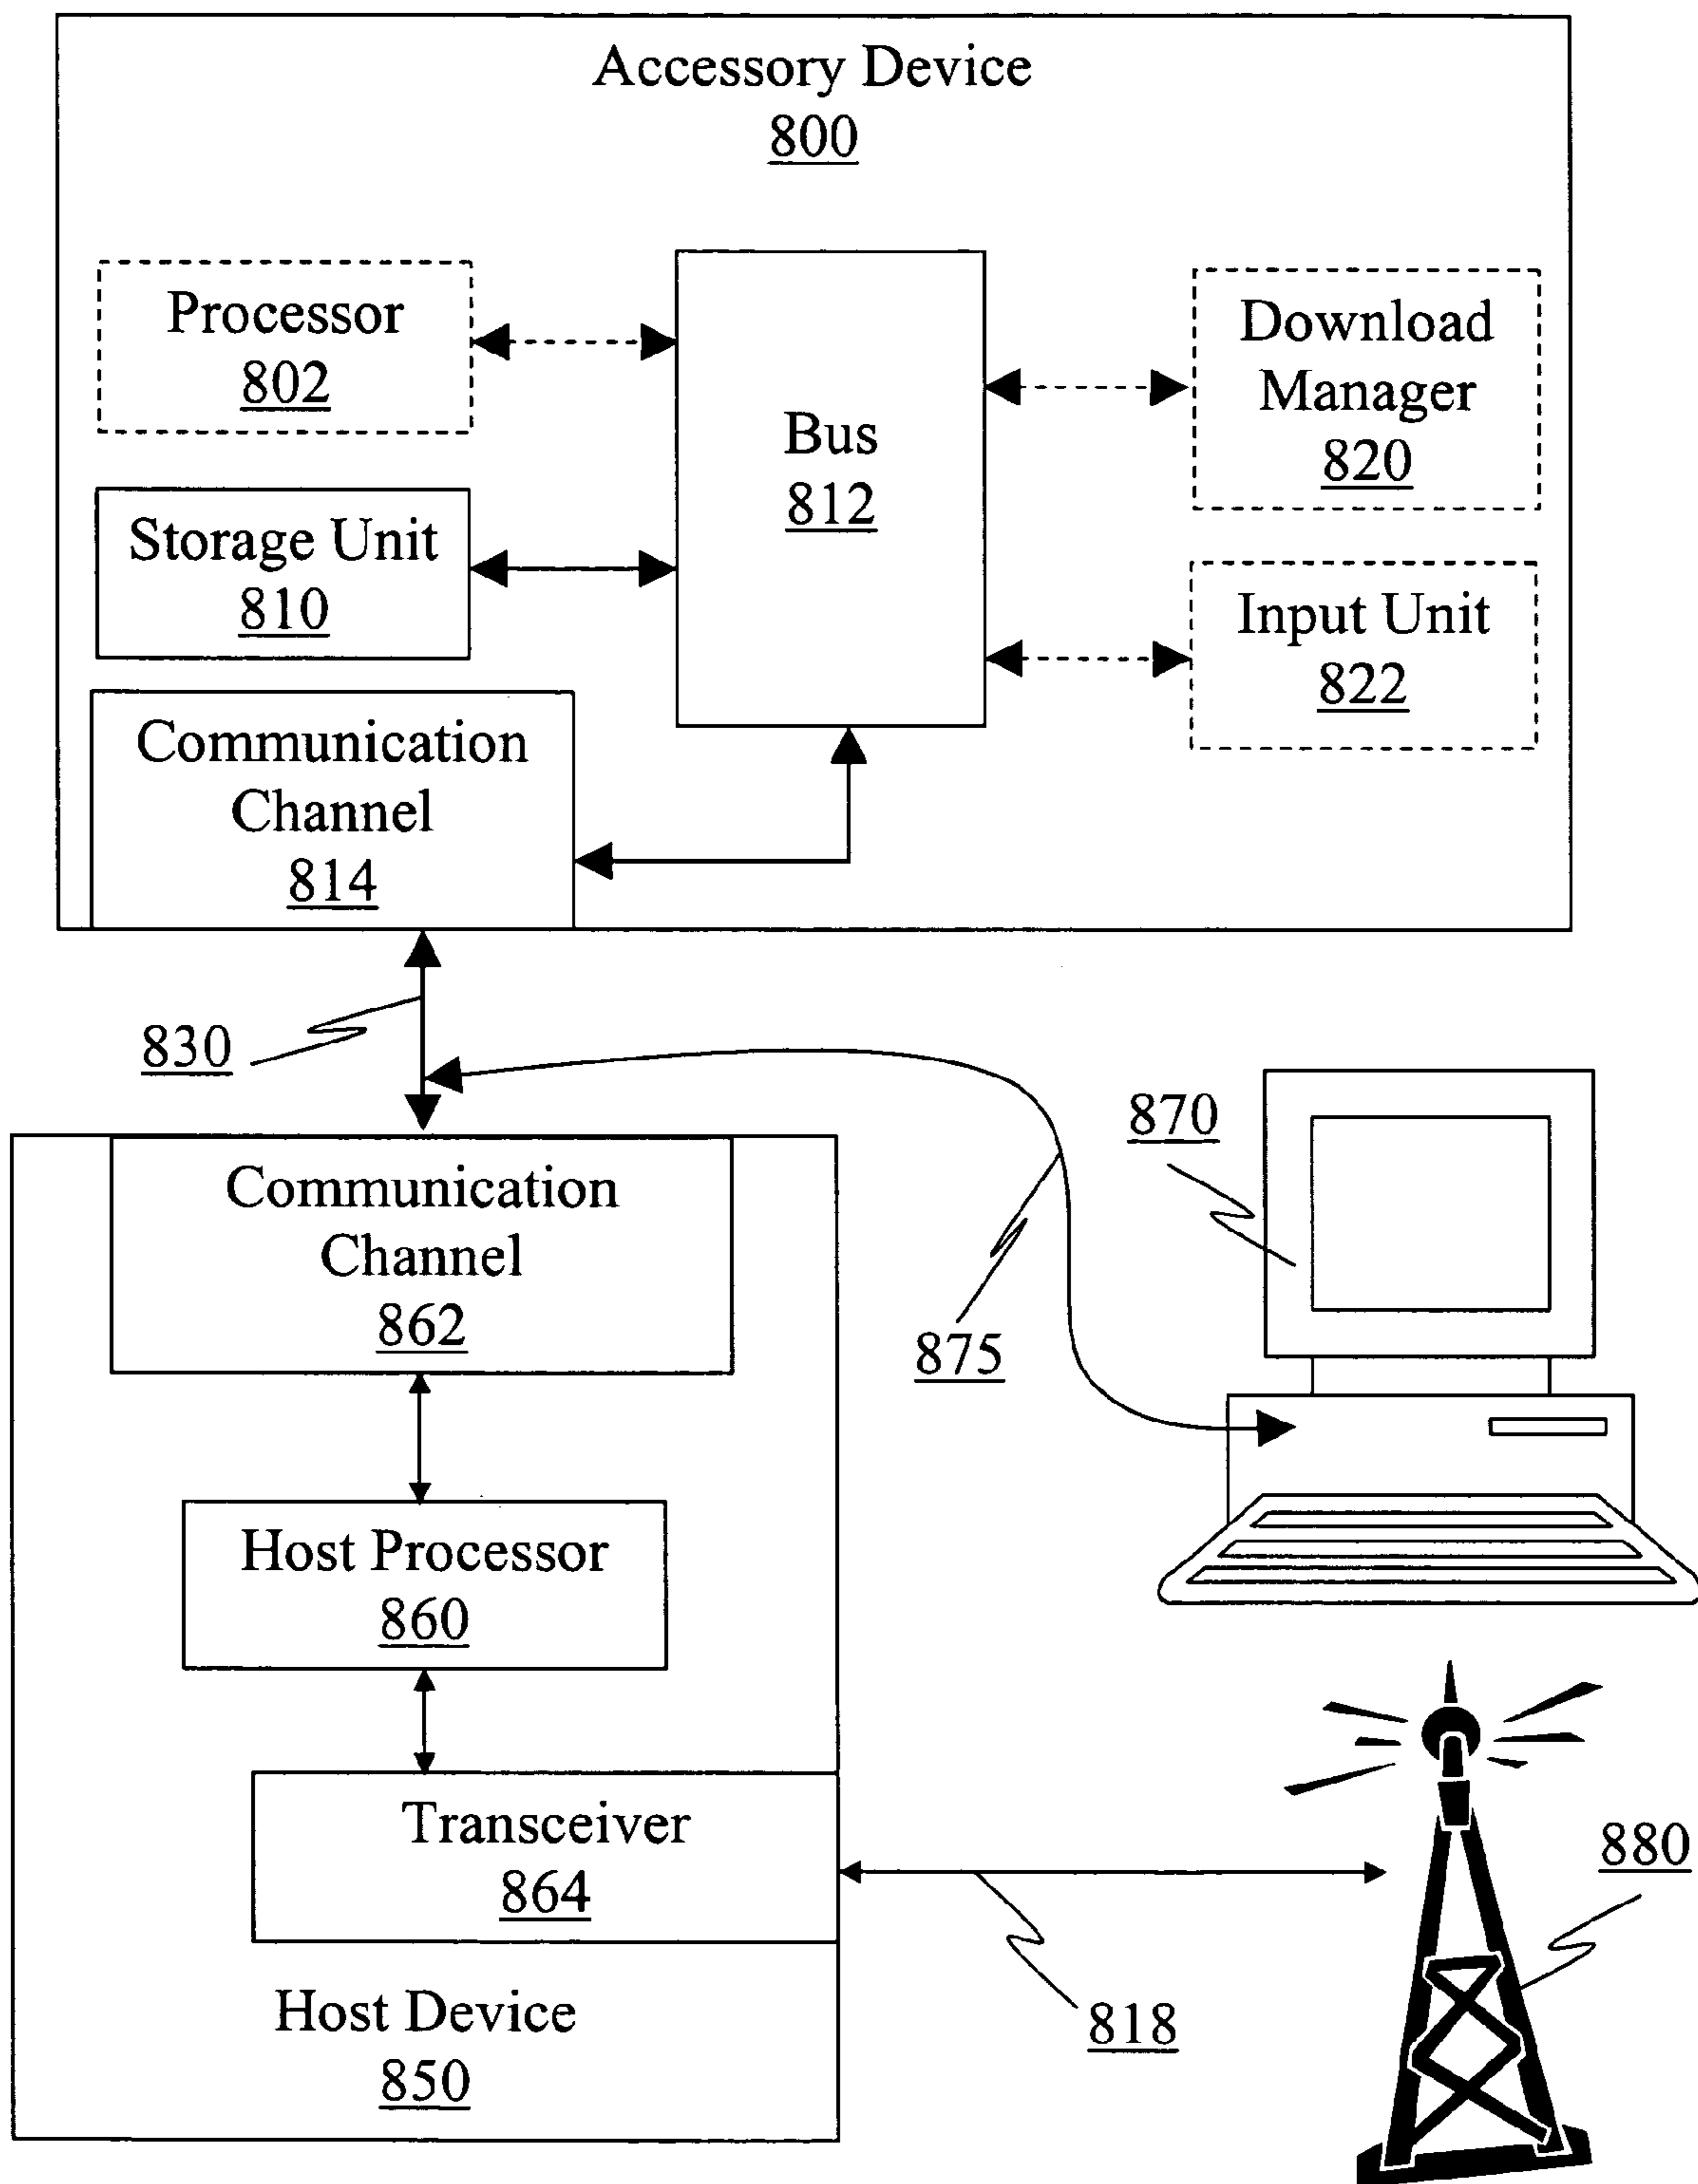 Accessory Device
800
Processor
802
Bus
812
Download
Manager
820
Storage Unit
810
Input Unit
822
Communication
Channel
814
830
870
Communication
Channel
862
875
Host Processor
860
Transceiver
864
880
818
Host Device
850